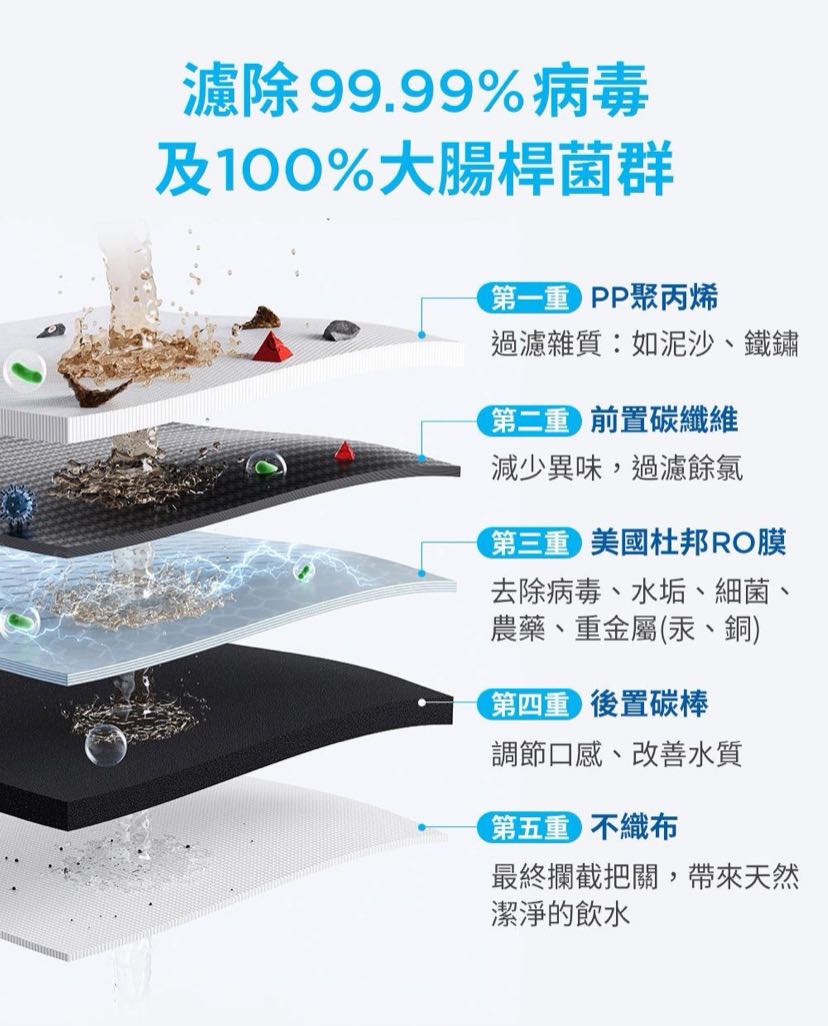 濾除99.99%病毒
及100%大腸桿菌群
第一重 PP聚丙烯
過濾雜質：如泥沙、鐵鏽
第二重 前置碳纖維
減少異味，過濾餘氯
第三重 美國杜邦RO膜
去除病毒、水垢、細菌、
農藥、重金屬(汞、銅)
第四重 後置碳棒
調節口感、改善水質
第五重 不織布
最終攔截把關，帶來天然
潔淨的飲水